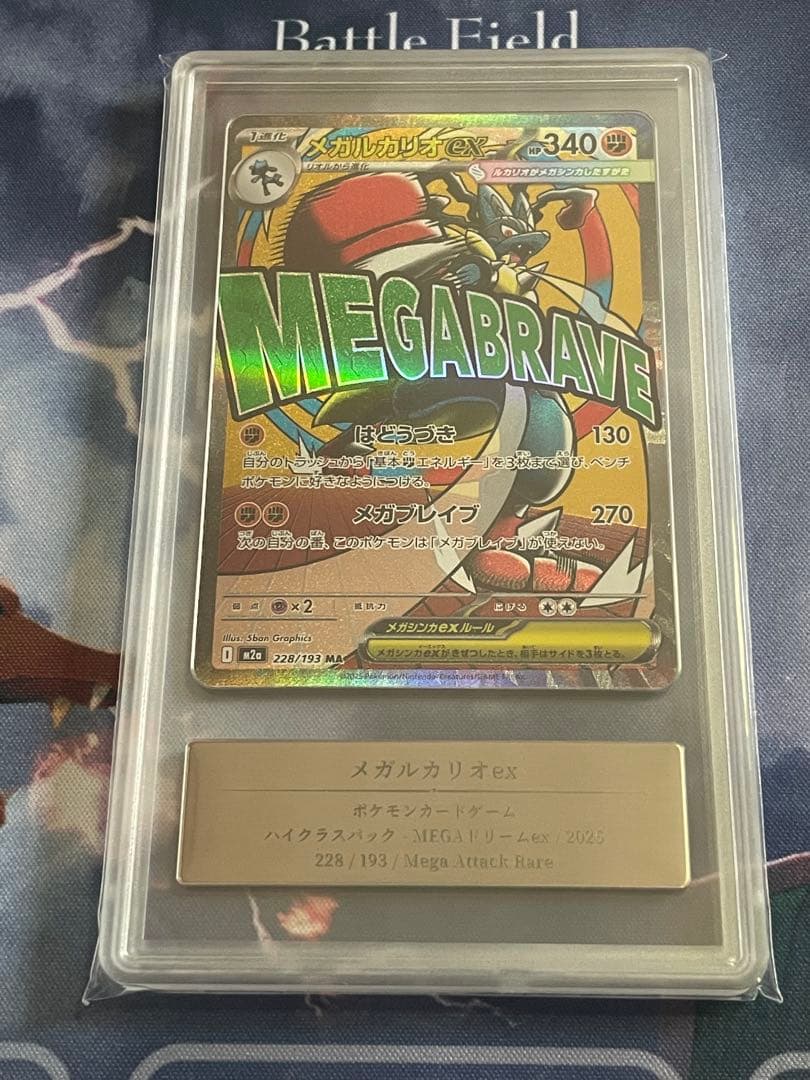 Battle Field
1進化
メガルカリオex
HP340
リオルから進化
ルカリオがメガシンカしたすがた
MEGABRAVE
はどうづき 130
自分のトラッシュから「基本闘エネルギー」を3枚まで選び、ベンチ
ポケモンに好きなようにつける。
メガブレイブ 270
次の自分の番、このポケモンは「メガブレイブ」が使えない。
弱点 ×2 抵抗力 にげる
Illus. 5ban Graphics
メガシンカexルール
I M2a 228/193 MA
メガシンカexがきぜつしたとき、相手はサイドを3枚とる。
©2025 Pokémon/Nintendo/Creatures/GAME FREAK
メガルカリオex
ポケモンカードゲーム
ハイクラスパック - MEGAドリームex / 2025
228 / 193 / Mega Attack Rare